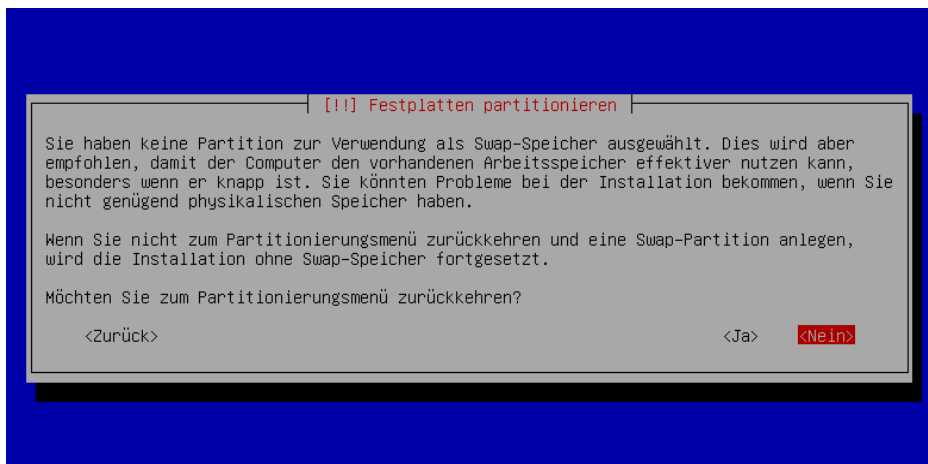 [!!] Festplatten partitionieren
Sie haben keine Partition zur Verwendung als Swap-Speicher ausgewählt. Dies wird aber
empfohlen, damit der Computer den vorhandenen Arbeitsspeicher effektiver nutzen kann,
besonders wenn er knapp ist. Sie könnten Probleme bei der Installation bekommen, wenn Sie
nicht genügend physikalischen Speicher haben.
Wenn Sie nicht zum Partitionierungsmenü zurückkehren und eine Swap-Partition anlegen,
wird die Installation ohne Swap-Speicher fortgesetzt.
Möchten Sie zum Partitionierungsmenü zurückkehren?
<Zurück> <Ja> <Nein>